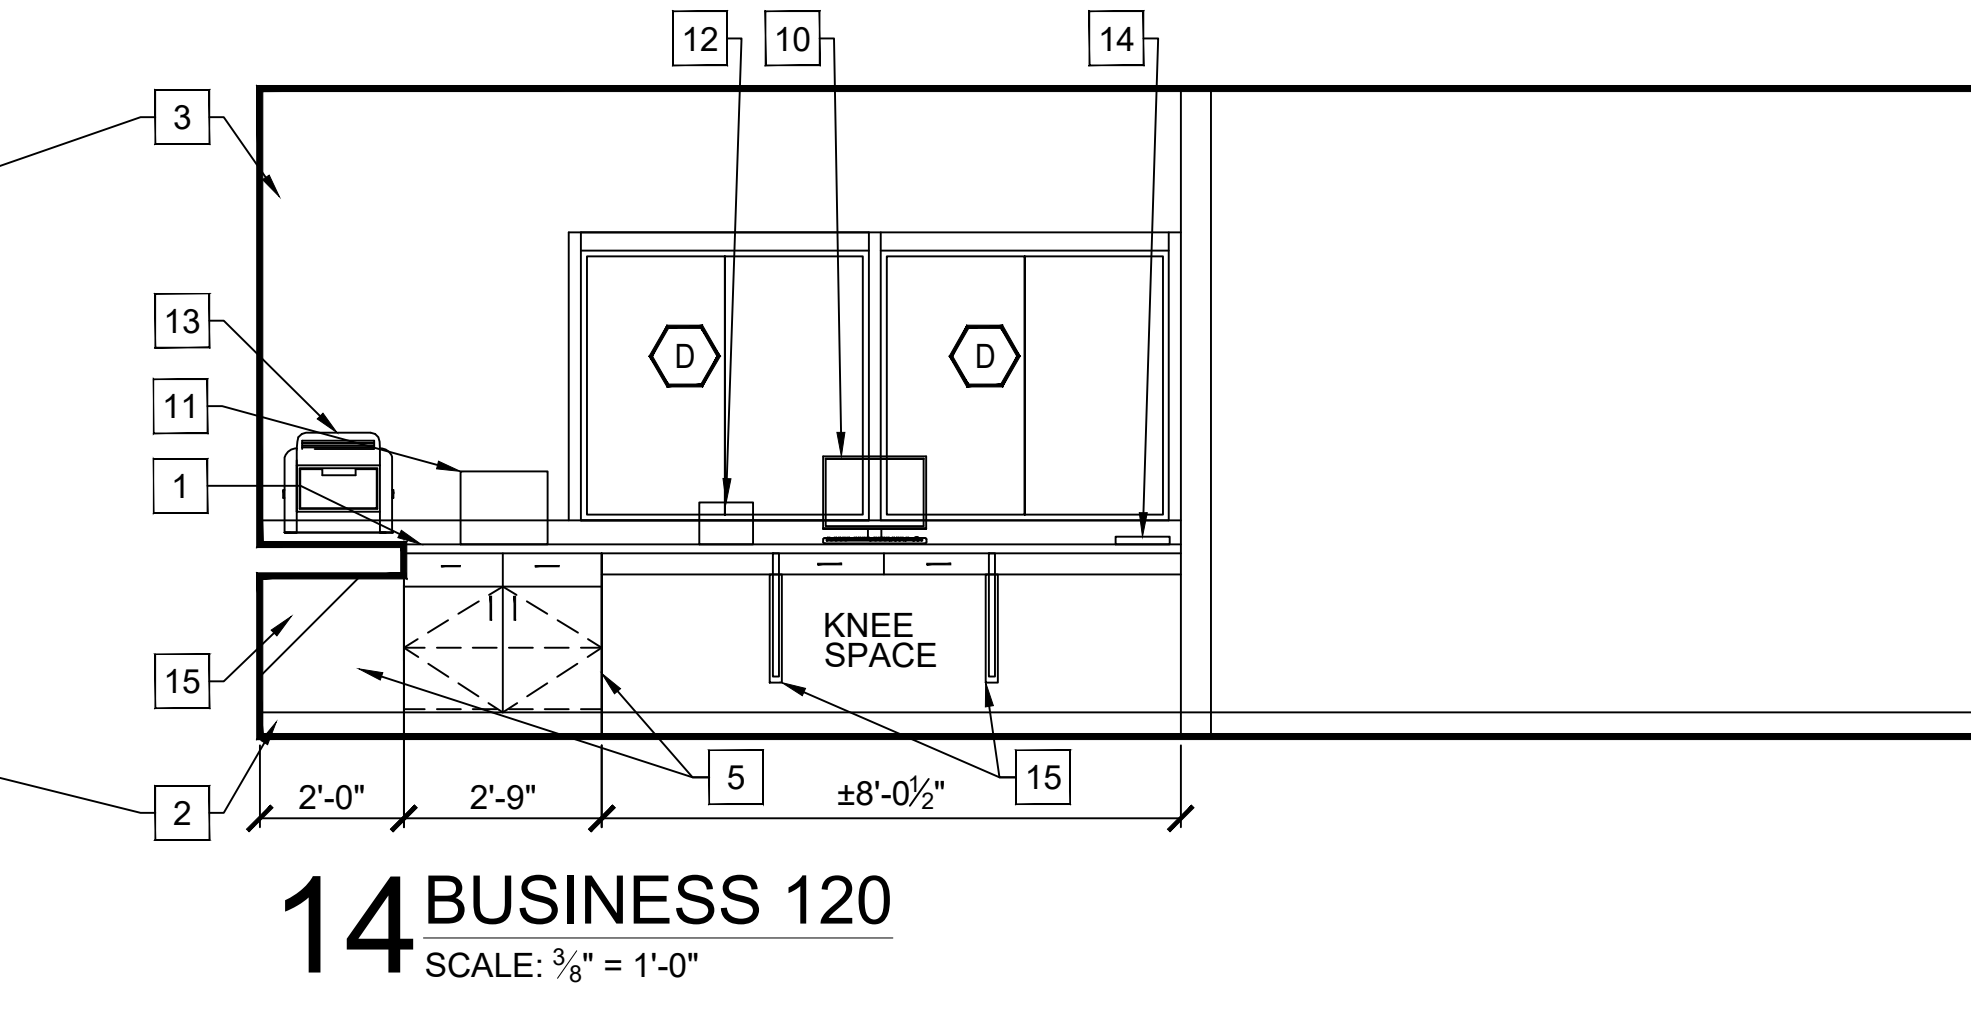 12
10
14
3
13
D
D
11
1
KNEE
SPACE
15
5
15
2
2'-0"
2'-9"
±8'-0½"
14
BUSINESS 120
SCALE: ⅜" = 1'-0"